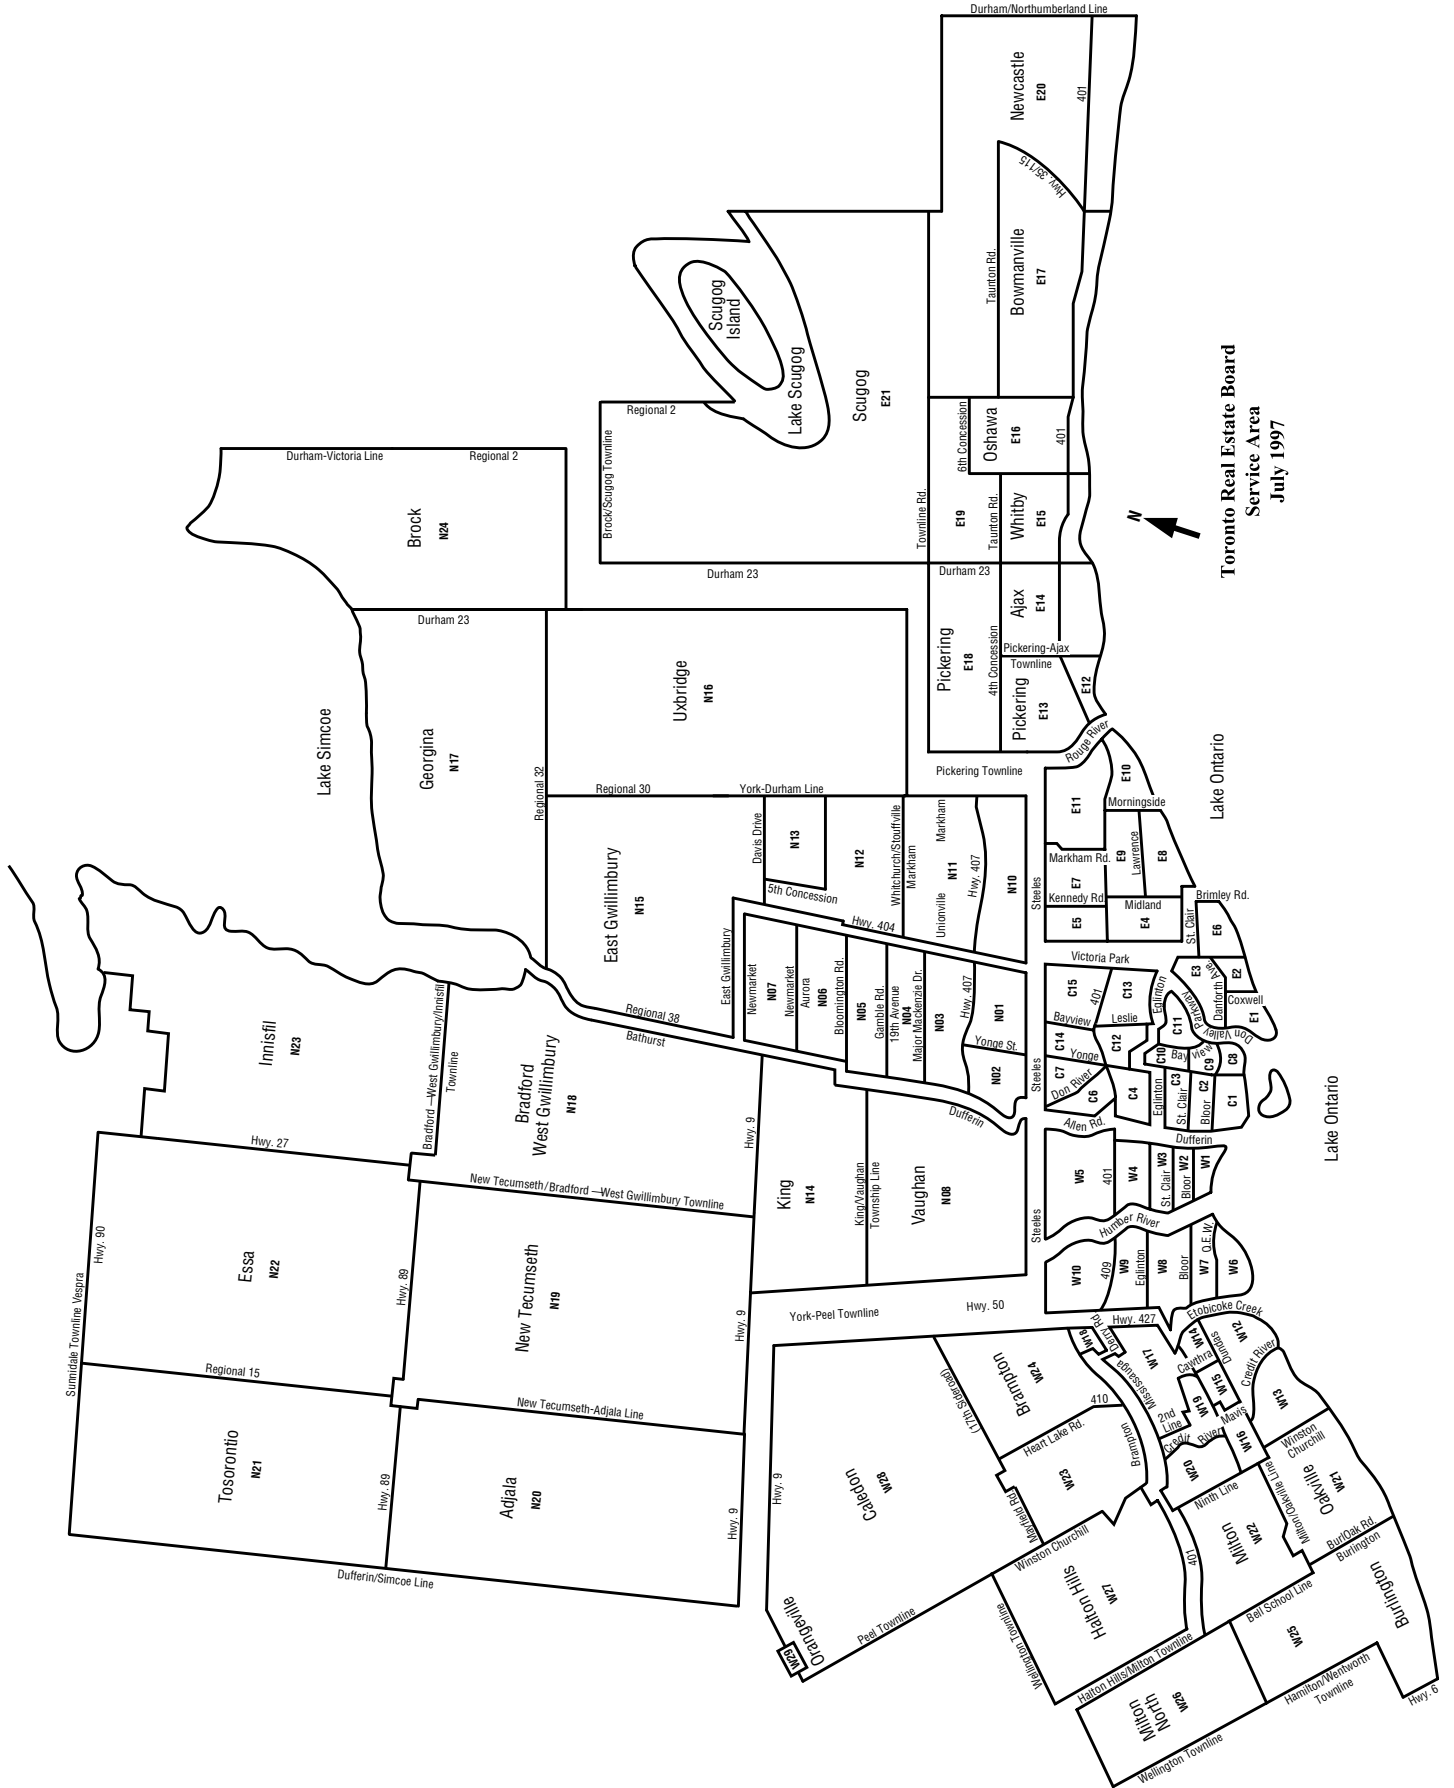 Durham/Northumberland Line
Newcastle
E20
401
Hwy. 35/115
Taunton Rd.
Bowmanville
E17
Scugog
Island
Lake Scugog
Scugog
E21
Regional 2
Brock/Scugog Townline
Durham-Victoria Line
Regional 2
Brock
N24
6th Concession
Oshawa
E16
401
Townline Rd.
E19
Taunton Rd.
Whitby
E15
Durham 23
Durham 23
Ajax
E14
Pickering
E18
4th Concession
Pickering-Ajax
Townline
Pickering
E13
E12
Rouge River
Pickering Townline
N
Toronto Real Estate Board
Service Area
July 1997
Durham 23
Lake Simcoe
Georgina
N17
Uxbridge
N16
Regional 32
Regional 30
York-Durham Line
East Gwillimbury
N15
Davis Drive
N13
5th Concession
N12
Whitchurch/Stouffville
Markham
Markham
Unionville
N11
Hwy. 407
N10
Hwy. 404
Steeles
East Gwillimbury
Newmarket
N07
Newmarket
Aurora
N06
Bloomington Rd.
N05
Gamble Rd.
19th Avenue
N04
Major Mackenzie Dr.
N03
Hwy. 407
N01
Yonge St.
N02
Steeles
Regional 38
Bathurst
Dufferin
Innisfil
N23
Bradford —West Gwillimbury/Innisfil
Townline
Bradford
West Gwillimbury
N18
Hwy. 27
Hwy. 9
New Tecumseth/Bradford —West Gwillimbury Townline
King
N14
King/Vaughan
Township Line
Vaughan
N08
Steeles
Hwy. 90
Sunnidale Townline Vespra
Essa
N22
Hwy. 89
New Tecumseth
N19
Hwy. 9
York-Peel Townline
Hwy. 50
Regional 15
New Tecumseth-Adjala Line
Tosorontio
N21
Hwy. 89
Adjala
N20
Hwy. 9
Dufferin/Simcoe Line
E10
E11
Morningside
Markham Rd.
E9
Lawrence
E8
E7
Kennedy Rd.
Midland
E5
E4
Brimley Rd.
St. Clair
E6
Victoria Park
Lake Ontario
C15
401
C13
Eglinton
E3
Danforth Ave.
E2
Coxwell
E1
Don Valley Parkway
Bayview
Leslie
C11
C14
Yonge
C12
C10
Bayview
C9
C8
C7
Don River
C6
C4
Eglinton
C3
St. Clair
C2
Bloor
C1
Allen Rd.
Dufferin
Lake Ontario
W5
401
W4
W3
St. Clair
W2
Bloor
W1
Humber River
W10
409
W9
Eglinton
W8
Bloor
W7
Q.E.W.
W6
Etobicoke Creek
Hwy. 427
W18
Derry Rd
W17
W14
Cawthra
Dundas
W12
Mississauga
W15
Credit River
W13
2nd
Line
W19
Mavis
Credit River
W16
W20
Winston
Churchill
Hwy. 9
Caledon
W28
(17th Sideroad)
Brampton
W24
410
Heart Lake Rd.
Brampton
W23
Mayfield Rd
Winston Churchill
Ninth Line
Milton/Oakville Line
Oakville
W21
BurlOak Rd.
Burlington
Milton
W22
401
Halton Hills
W27
Wellington Townline
Peel Townline
Orangeville
W29
Bell School Line
Halton Hills/Milton Townline
Burlington
W25
Hamilton/Wentworth
Townline
Hwy. 6
Milton
North
W26
Wellington Townline